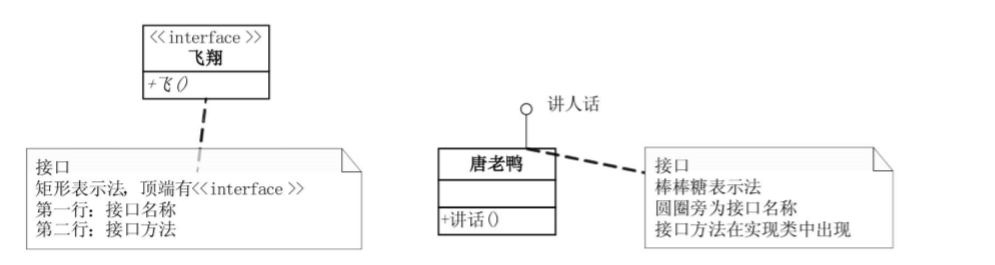 <<interface>>
飞翔
+飞()
接口
矩形表示法，顶端有<<interface>>
第一行：接口名称
第二行：接口方法
讲人话
唐老鸭
+讲话()
接口
棒棒糖表示法
圆圈旁为接口名称
接口方法在实现类中出现